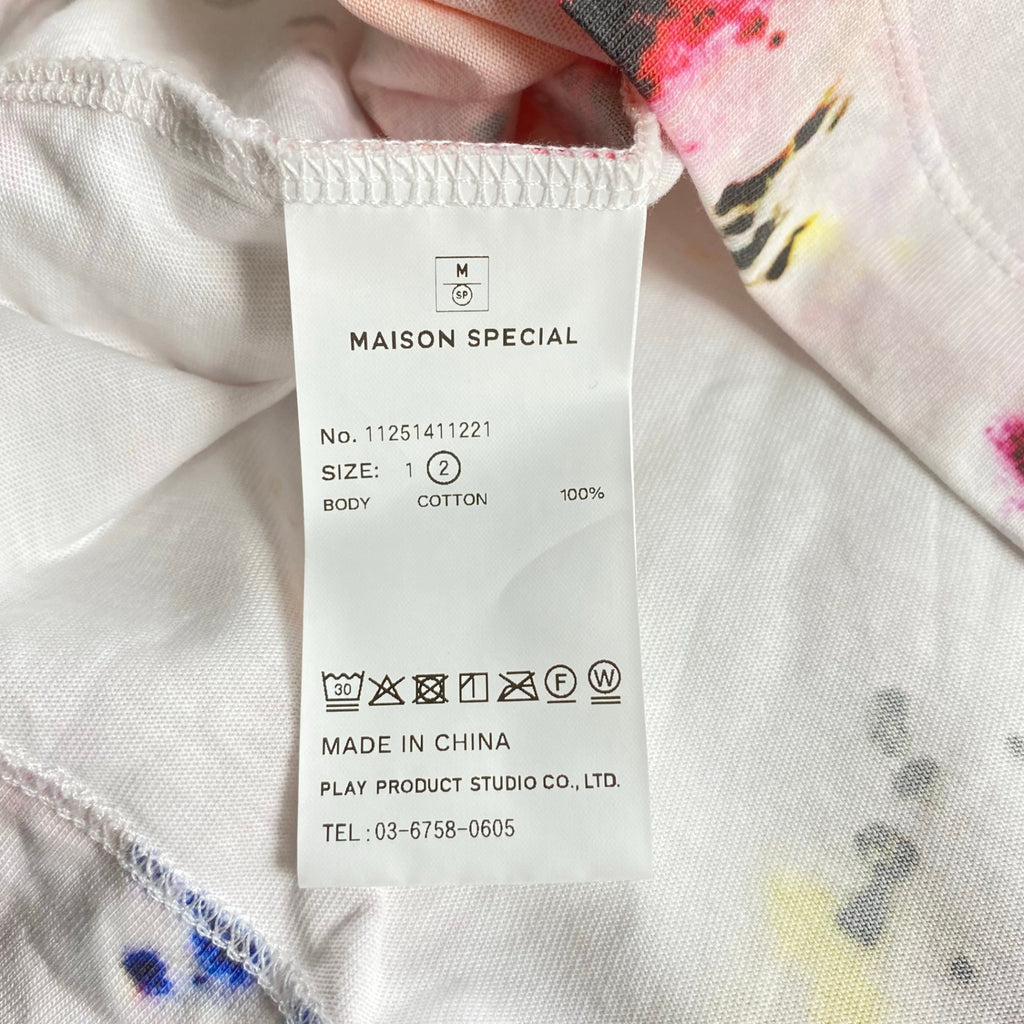 M
SP
MAISON SPECIAL
No. 11251411221
SIZE: 1 2
BODY COTTON 100%
30 F W
MADE IN CHINA
PLAY PRODUCT STUDIO CO., LTD.
TEL : 03-6758-0605